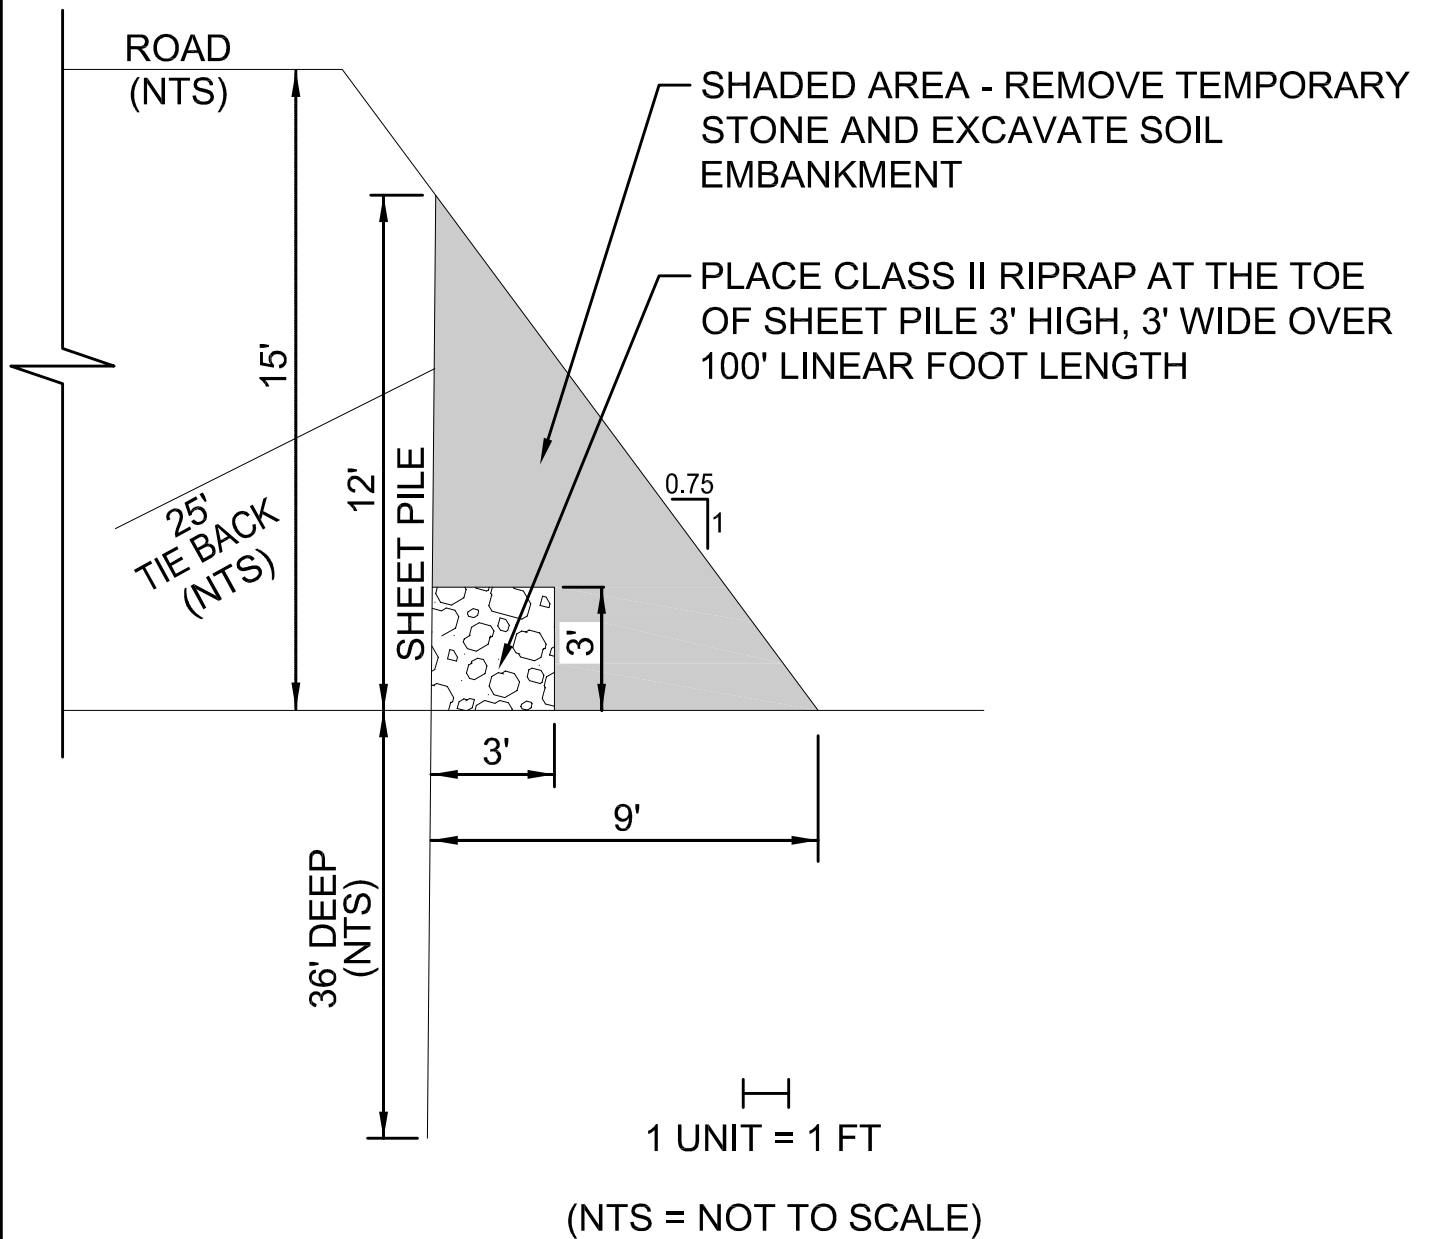 ROAD
(NTS)
SHADED AREA - REMOVE TEMPORARY
STONE AND EXCAVATE SOIL
EMBANKMENT
PLACE CLASS II RIPRAP AT THE TOE
OF SHEET PILE 3' HIGH, 3' WIDE OVER
100' LINEAR FOOT LENGTH
15'
12'
SHEET PILE
25'
TIE BACK
(NTS)
0.75
1
3'
3'
9'
36' DEEP
(NTS)
1 UNIT = 1 FT
(NTS = NOT TO SCALE)